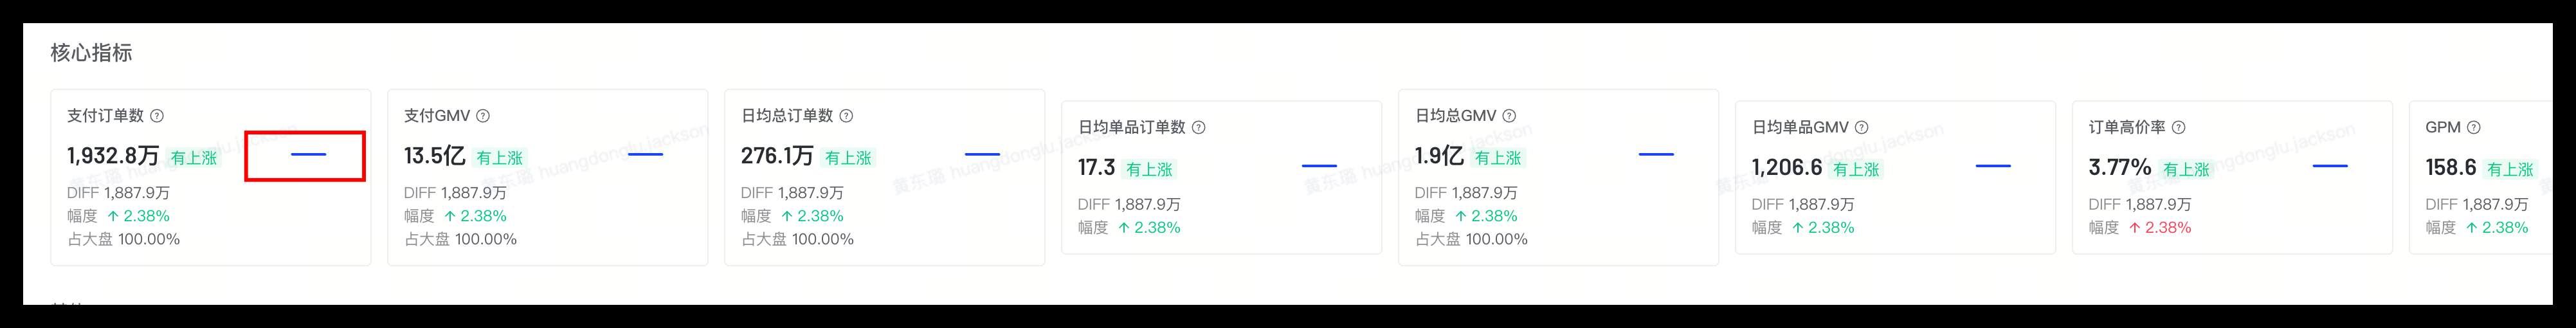 核心指标
支付订单数
1,932.8万 有上涨
DIFF 1,887.9万
幅度 ↑ 2.38%
占大盘 100.00%
支付GMV
13.5亿 有上涨
DIFF 1,887.9万
幅度 ↑ 2.38%
占大盘 100.00%
日均总订单数
276.1万 有上涨
DIFF 1,887.9万
幅度 ↑ 2.38%
占大盘 100.00%
日均单品订单数
17.3 有上涨
DIFF 1,887.9万
幅度 ↑ 2.38%
日均总GMV
1.9亿 有上涨
DIFF 1,887.9万
幅度 ↑ 2.38%
占大盘 100.00%
日均单品GMV
1,206.6 有上涨
DIFF 1,887.9万
幅度 ↑ 2.38%
订单高价率
3.77% 有上涨
DIFF 1,887.9万
幅度 ↑ 2.38%
GPM
158.6 有上涨
DIFF 1,887.9万
幅度 ↑ 2.38%
黄东璐 huangdonglu.jackson